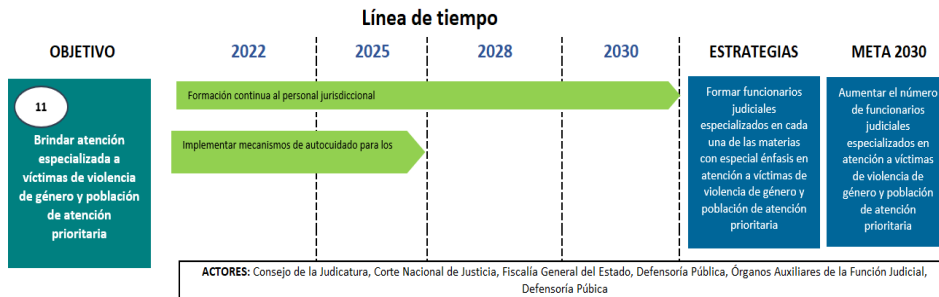 Línea de tiempo
OBJETIVO
2022
2025
2028
2030
ESTRATEGIAS
META 2030
11
Brindar atención
especializada a
víctimas de violencia
de género y población
de atención
prioritaria
Formación continua al personal jurisdiccional
Implementar mecanismos de autocuidado para los
Formar funcionarios
judiciales
especializados en cada
una de las materias
con especial énfasis en
atención a víctimas de
violencia de género y
población de atención
prioritaria
Aumentar el número
de funcionarios
judiciales
especializados en
atención a víctimas
de violencia de
género y población
de atención
prioritaria
ACTORES: Consejo de la Judicatura, Corte Nacional de Justicia, Fiscalía General del Estado, Defensoría Pública, Órganos Auxiliares de la Función Judicial,
Defensoría Púbica